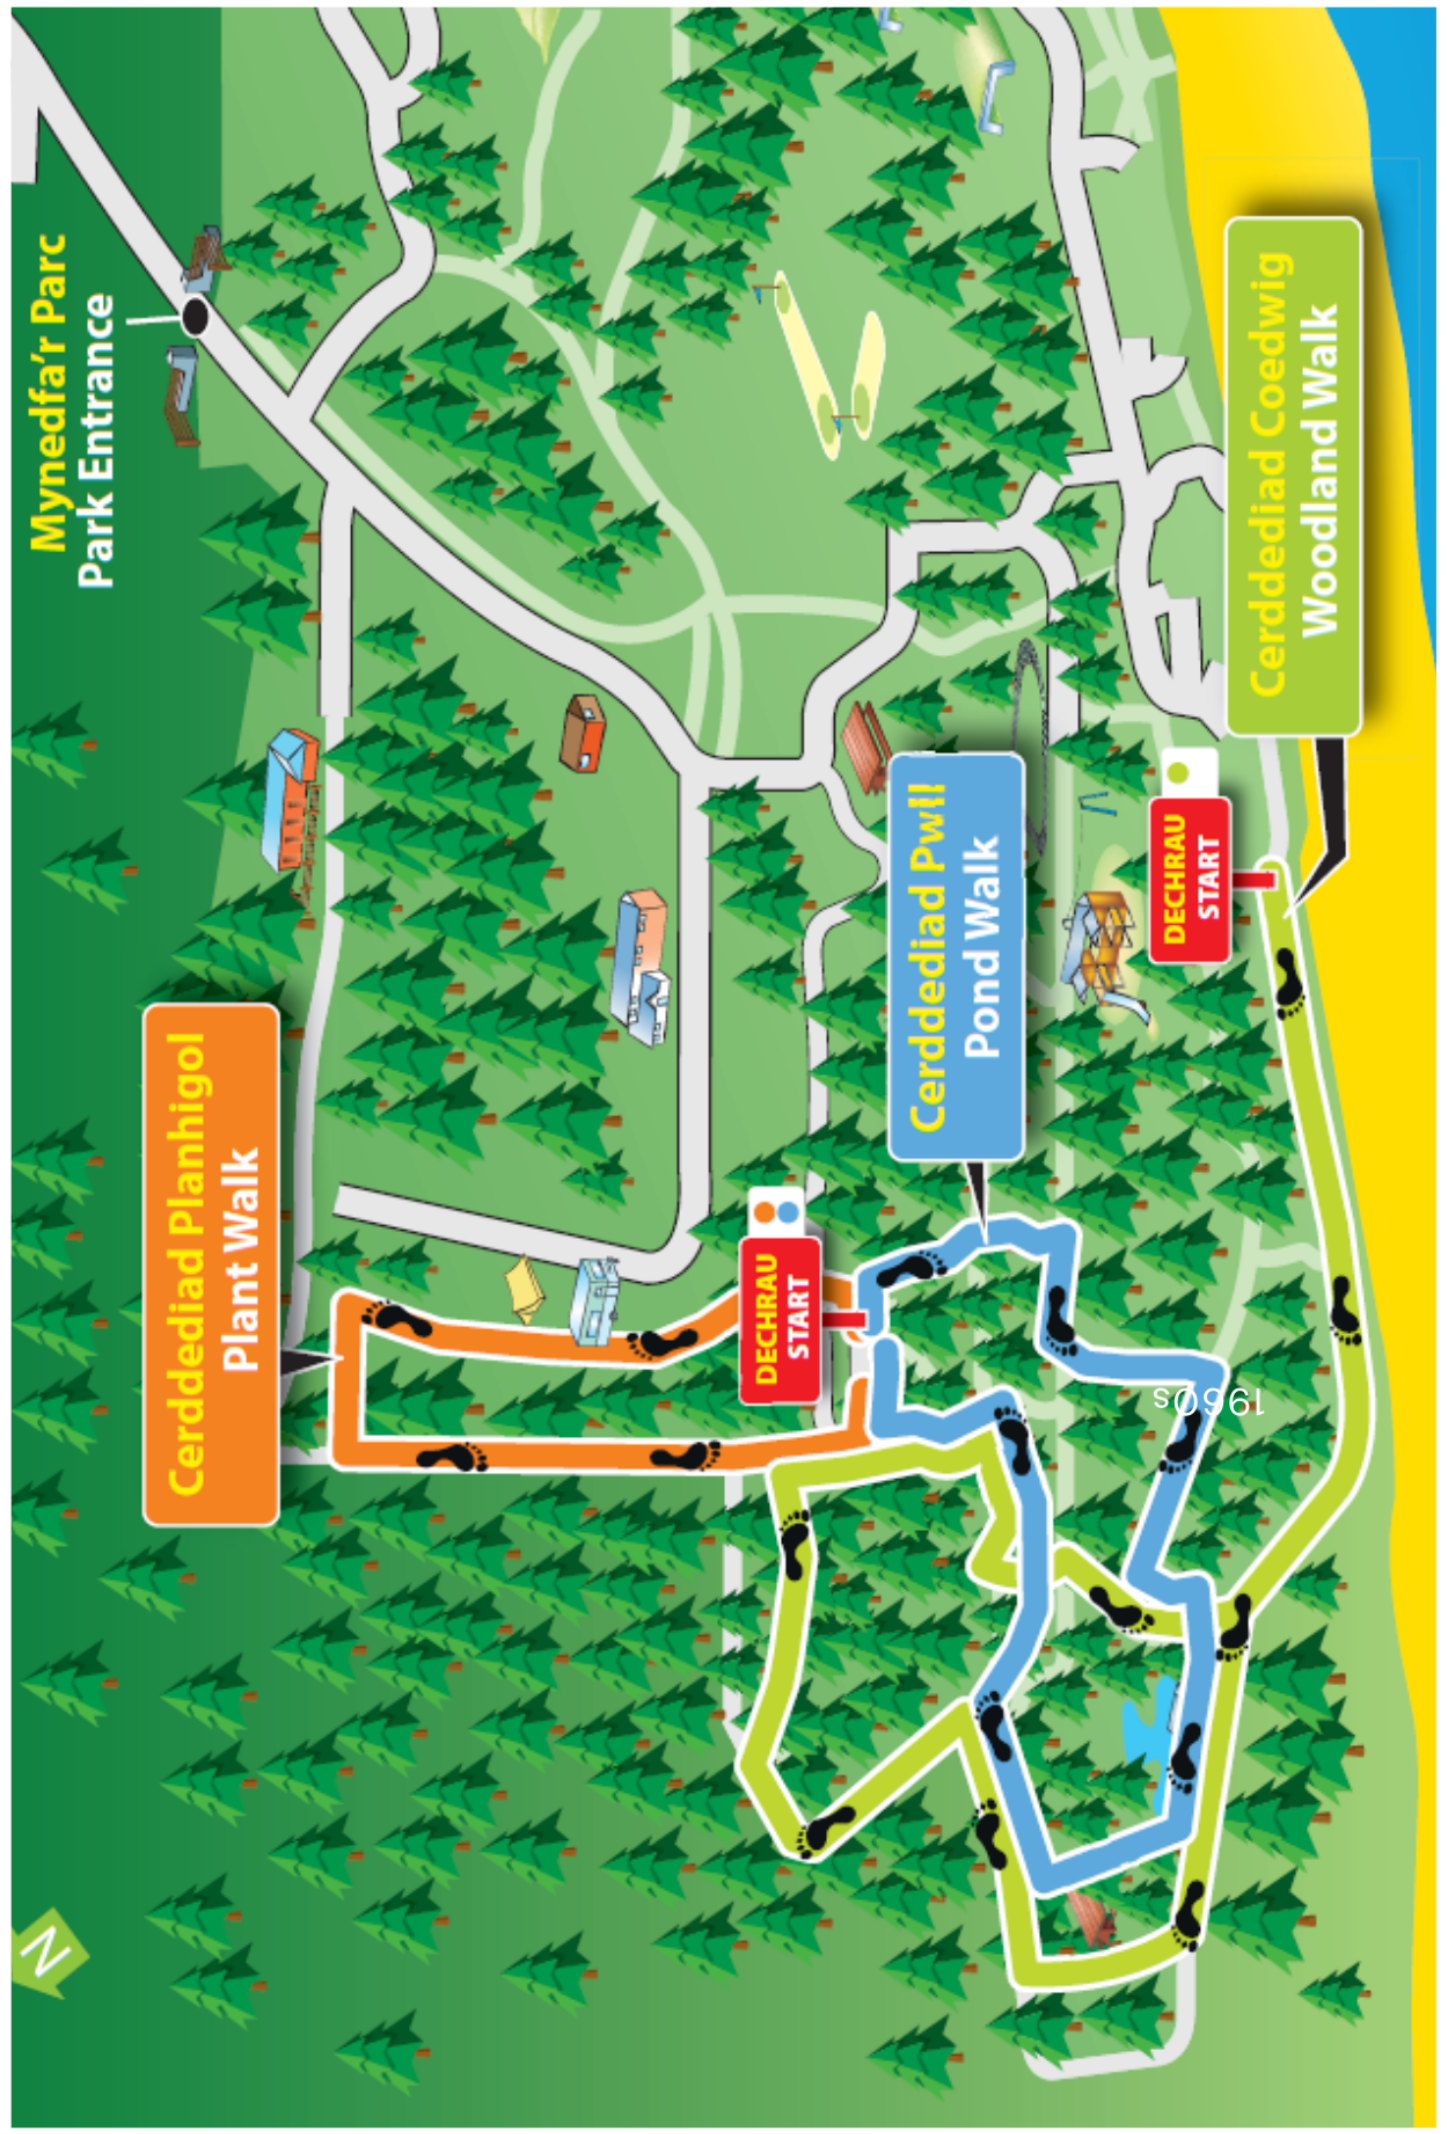 Mynedfa'r Parc
Park Entrance
Cerddediad Coedwig
Woodland Walk
DECHRAU
START
Cerddediad Pwll
Pond Walk
DECHRAU
START
Cerddediad Planhigol
Plant Walk
1960s
N